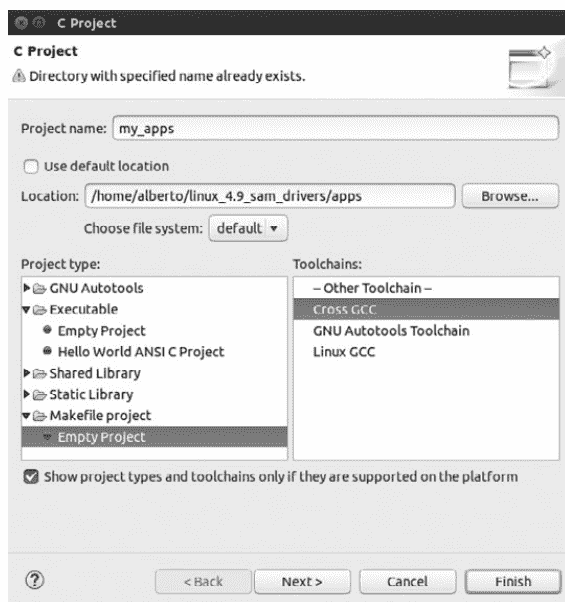 C Project
C Project
Directory with specified name already exists.
Project name: my_apps
Use default location
Location: /home/alberto/linux_4.9_sam_drivers/apps Browse...
Choose file system: default
Project type: Toolchains:
GNU Autotools
Executable
Empty Project
Hello World ANSI C Project
Shared Library
Static Library
Makefile project
Empty Project
-- Other Toolchain --
Cross GCC
GNU Autotools Toolchain
Linux GCC
Show project types and toolchains only if they are supported on the platform
? < Back Next > Cancel Finish